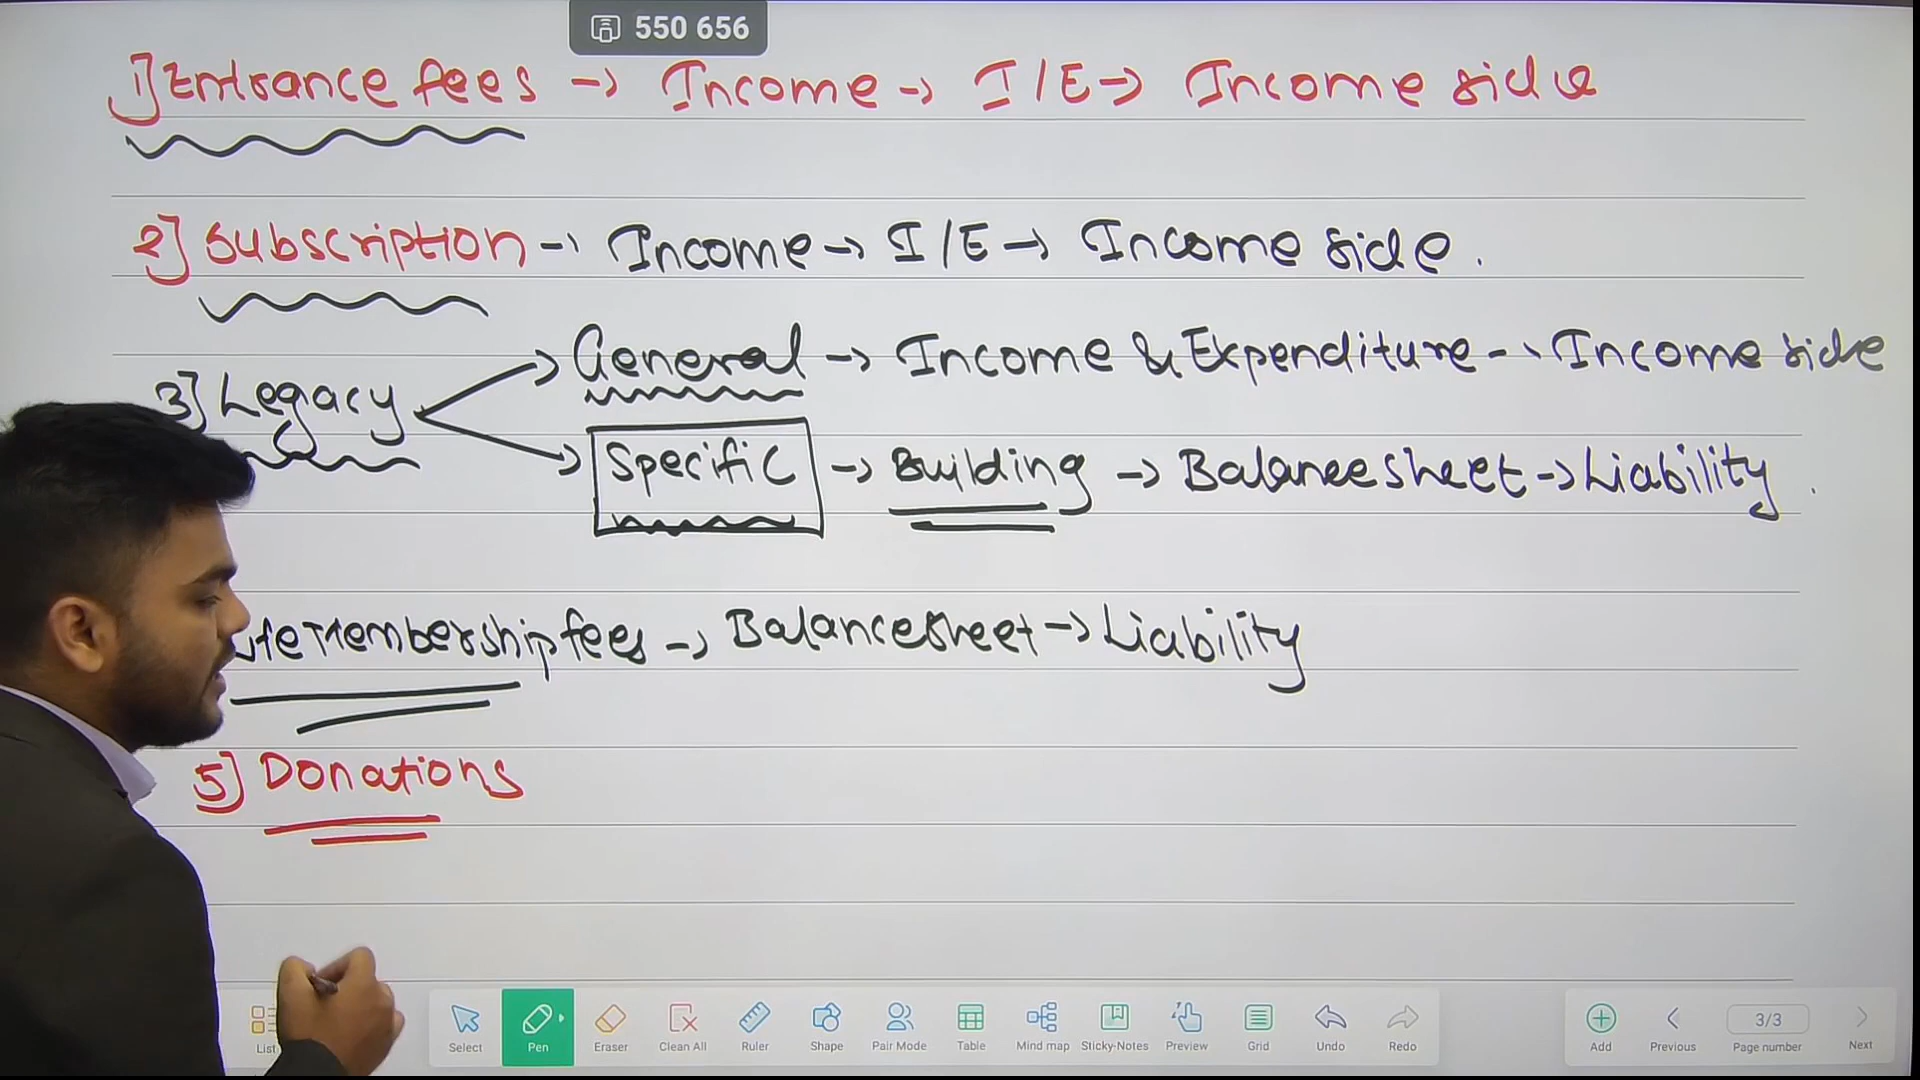 550 656
1] Entrance fees -> Income -> I/E -> Income side
2] Subscription -> Income -> I/E -> Income side.
General -> Income & Expenditure -> Income side
3] Legacy
Specific -> Building -> Balance sheet -> Liability.
Membership fees -> Balance sheet -> Liability
5] Donations
List Select Pen Eraser Clean All Ruler Shape Pair Mode Table Mind map Sticky-Notes Preview Grid Undo Redo Add Previous 3/3 Page number Next